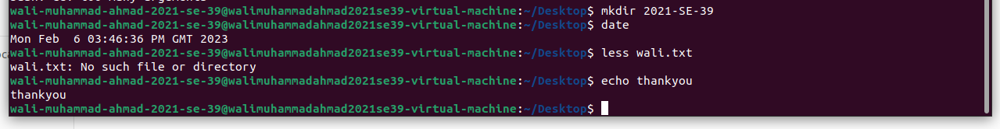 wali-muhammad-ahmad-2021-se-39@walimuhammadahmad2021se39-virtual-machine:~/Desktop$ mkdir 2021-SE-39
wali-muhammad-ahmad-2021-se-39@walimuhammadahmad2021se39-virtual-machine:~/Desktop$ date
Mon Feb  6 03:46:36 PM GMT 2023
wali-muhammad-ahmad-2021-se-39@walimuhammadahmad2021se39-virtual-machine:~/Desktop$ less wali.txt
wali.txt: No such file or directory
wali-muhammad-ahmad-2021-se-39@walimuhammadahmad2021se39-virtual-machine:~/Desktop$ echo thankyou
thankyou
wali-muhammad-ahmad-2021-se-39@walimuhammadahmad2021se39-virtual-machine:~/Desktop$